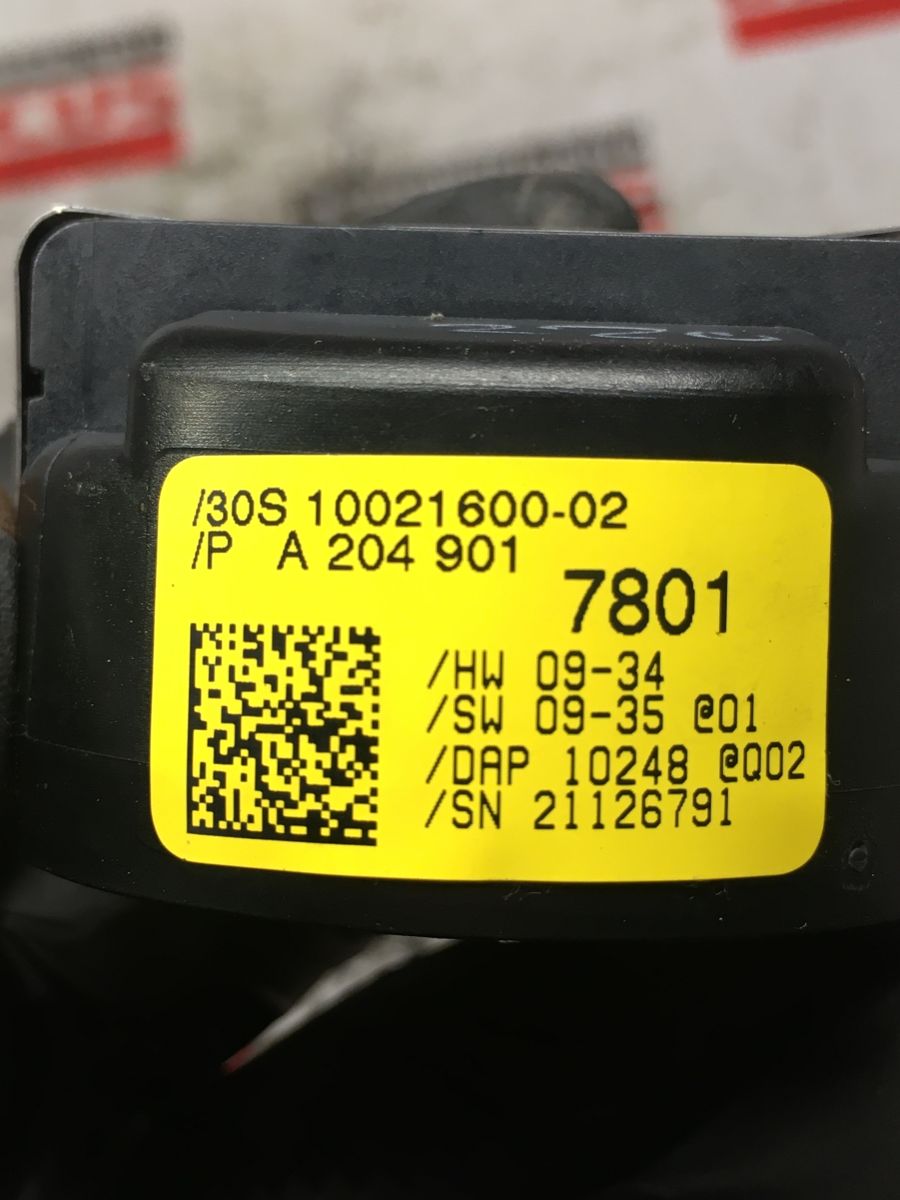 /30S 10021600-02
/P A 204 901
7801
/HW 09-34
/SW 09-35 @01
/DAP 10248 @Q02
/SN 21126791